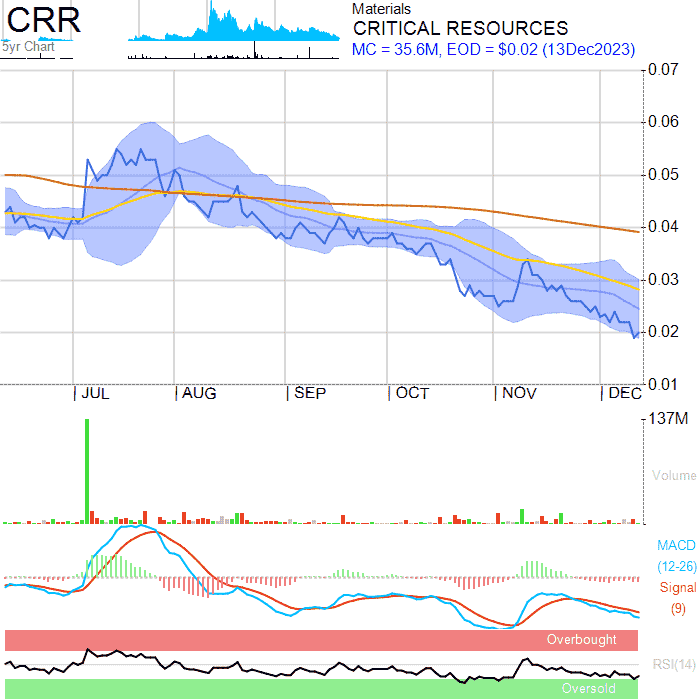 CRR
5yr Chart
Materials
CRITICAL RESOURCES
MC = 35.6M, EOD = $0.02 (13Dec2023)
0.07
0.06
0.05
0.04
0.03
0.02
0.01
JUL
AUG
SEP
OCT
NOV
DEC
137M
Volume
MACD
(12-26)
Signal
(9)
Overbought
RSI(14)
Oversold